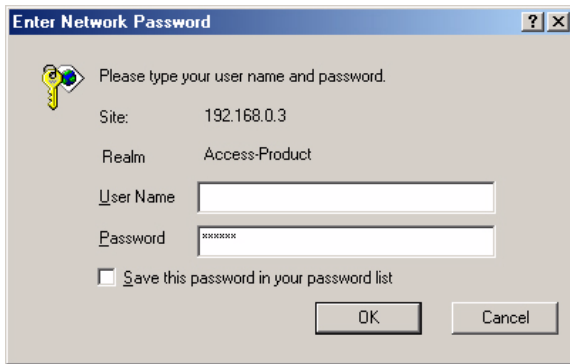 Enter Network Password
? X
Please type your user name and password.
Site: 192.168.0.3
Realm Access-Product
User Name
Password ******
Save this password in your password list
OK Cancel